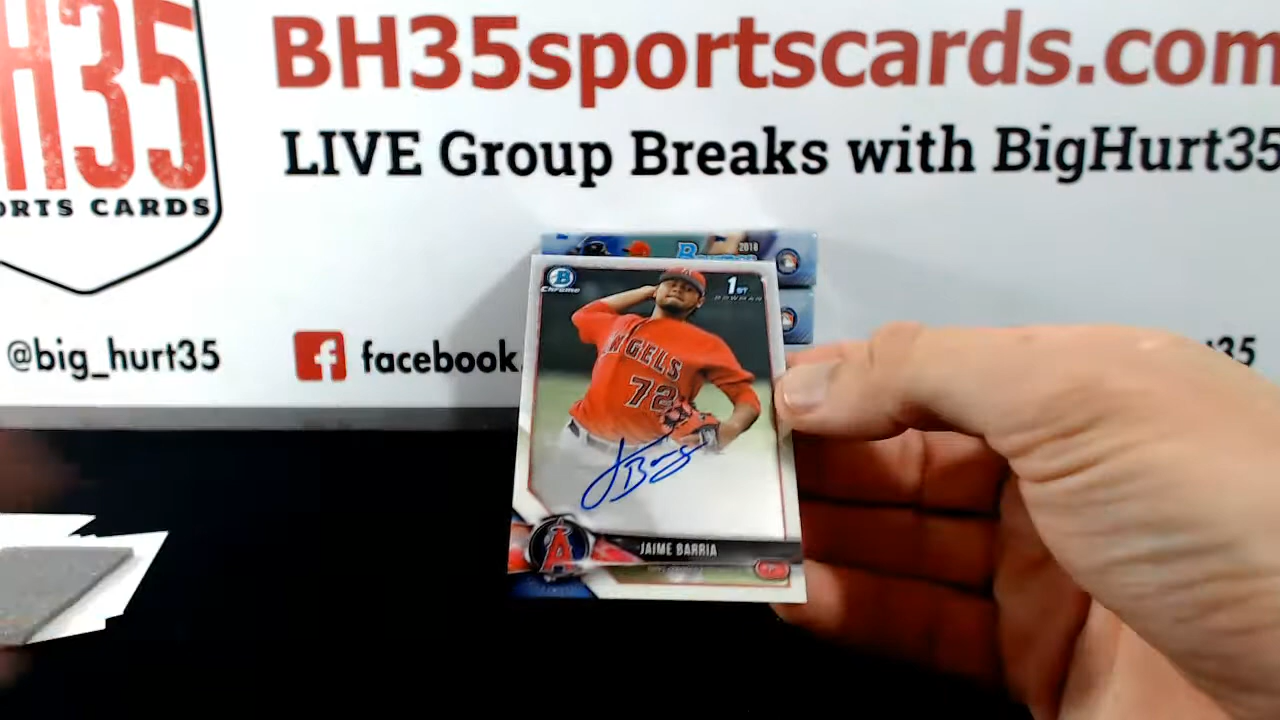 H35
ORTS CARDS
BH35sportscards.com
LIVE Group Breaks with BigHurt35
@big_hurt35
facebook.
35
2018
B
Chrome
1ST
BOWMAN
ANGELS
72
J Barria
A
JAIME BARRIA